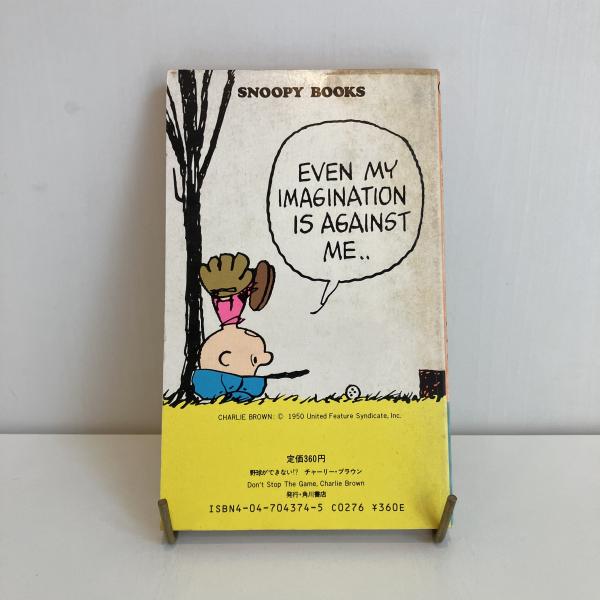 SNOOPY BOOKS
EVEN MY
IMAGINATION
IS AGAINST
ME..
CHARLIE BROWN: © 1950 United Feature Syndicate, Inc.
定価360円
野球ができない!? チャーリー・ブラウン
Don't Stop The Game, Charlie Brown
発行・角川書店
ISBN4-04-704374-5 C0276 ¥360E